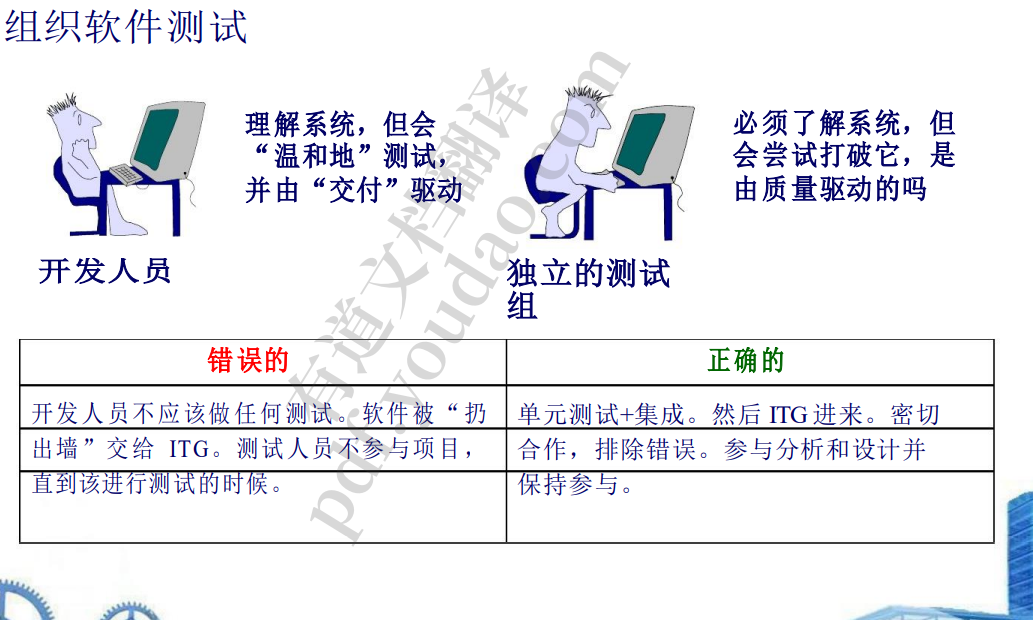 组织软件测试
理解系统，但会
“温和地”测试，
并由“交付”驱动
必须了解系统，但
会尝试打破它，是
由质量驱动的吗
开发人员
独立的测试
组
错误的
正确的
开发人员不应该做任何测试。软件被“扔
出墙”交给 ITG。测试人员不参与项目，
直到该进行测试的时候。
单元测试+集成。然后 ITG 进来。密切
合作，排除错误。参与分析和设计并
保持参与。
有道文档翻译
pdf.youdao.com